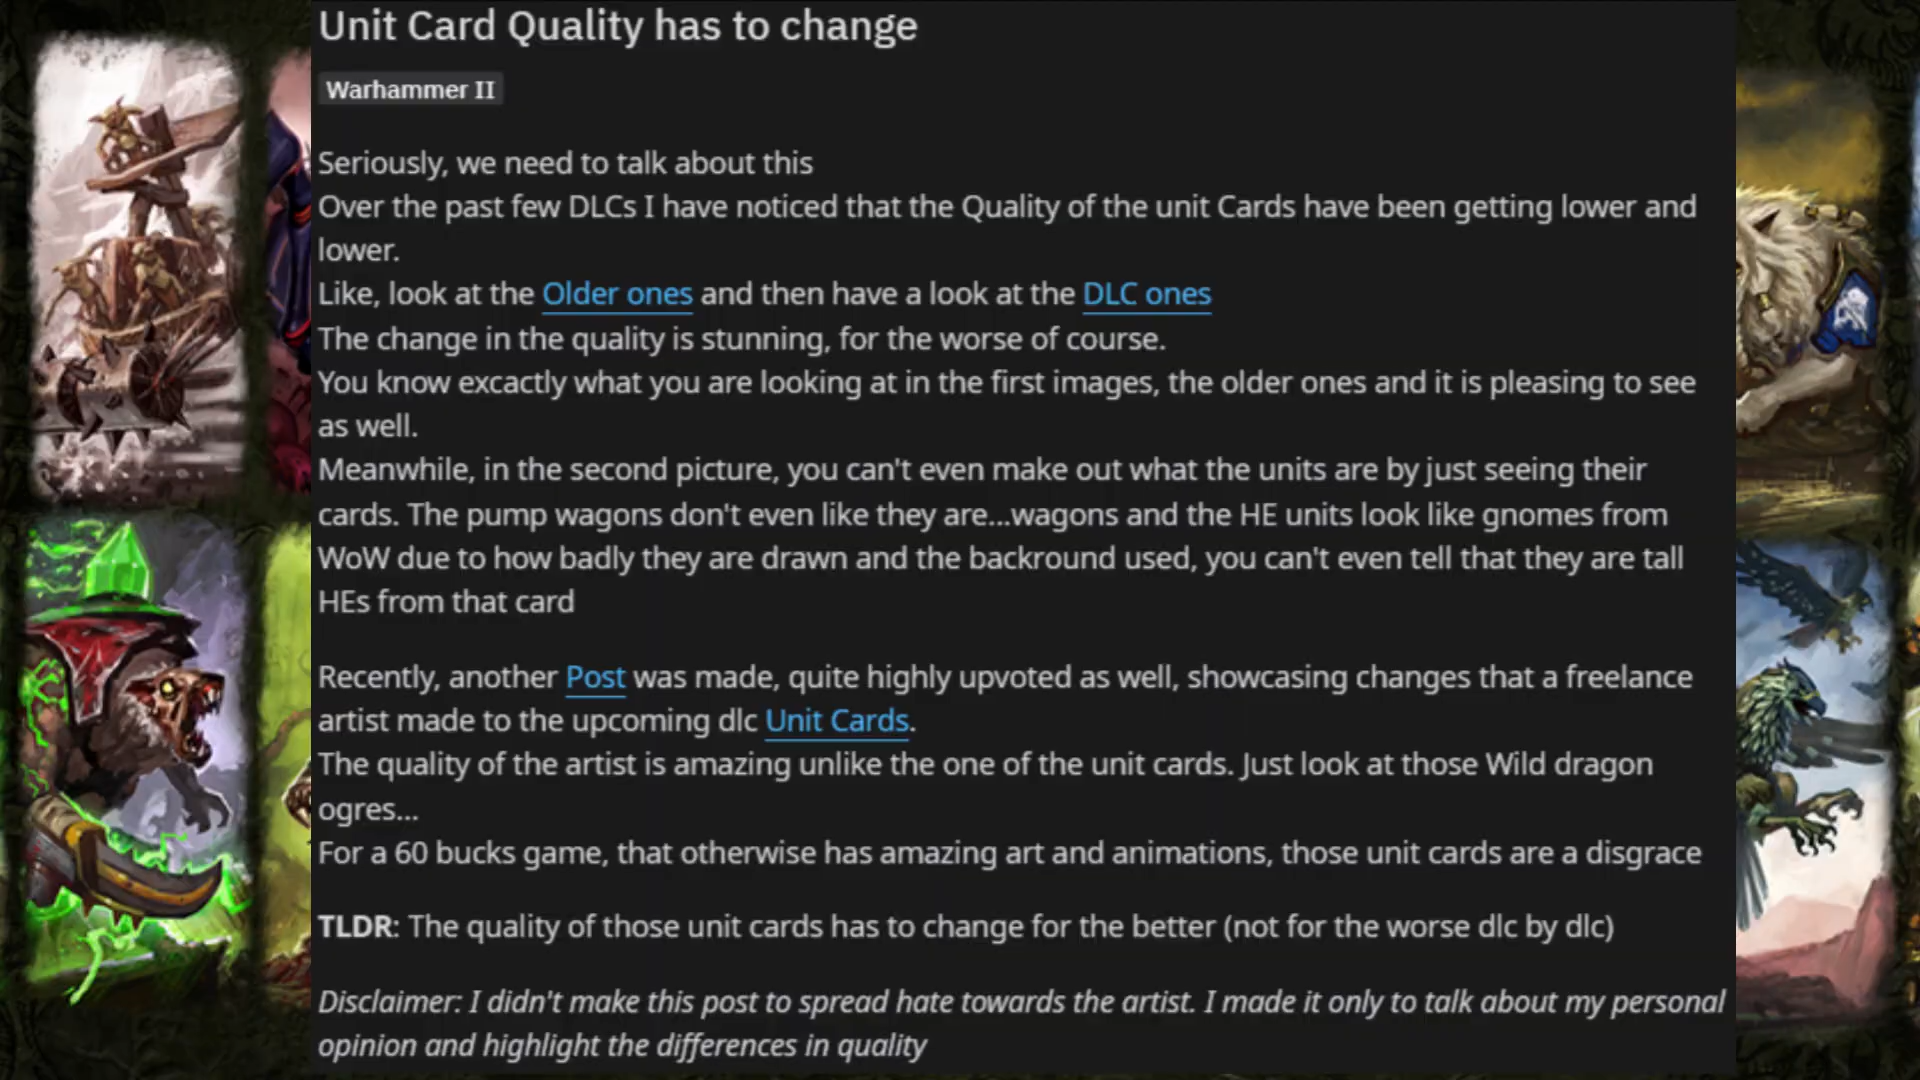 Unit Card Quality has to change
Warhammer II
Seriously, we need to talk about this
Over the past few DLCs I have noticed that the Quality of the unit Cards have been getting lower and
lower.
Like, look at the Older ones and then have a look at the DLC ones
The change in the quality is stunning, for the worse of course.
You know excactly what you are looking at in the first images, the older ones and it is pleasing to see
as well.
Meanwhile, in the second picture, you can't even make out what the units are by just seeing their
cards. The pump wagons don't even like they are...wagons and the HE units look like gnomes from
WoW due to how badly they are drawn and the backround used, you can't even tell that they are tall
HEs from that card
Recently, another Post was made, quite highly upvoted as well, showcasing changes that a freelance
artist made to the upcoming dlc Unit Cards.
The quality of the artist is amazing unlike the one of the unit cards. Just look at those Wild dragon
ogres...
For a 60 bucks game, that otherwise has amazing art and animations, those unit cards are a disgrace
TLDR: The quality of those unit cards has to change for the better (not for the worse dlc by dlc)
Disclaimer: I didn't make this post to spread hate towards the artist. I made it only to talk about my personal
opinion and highlight the differences in quality